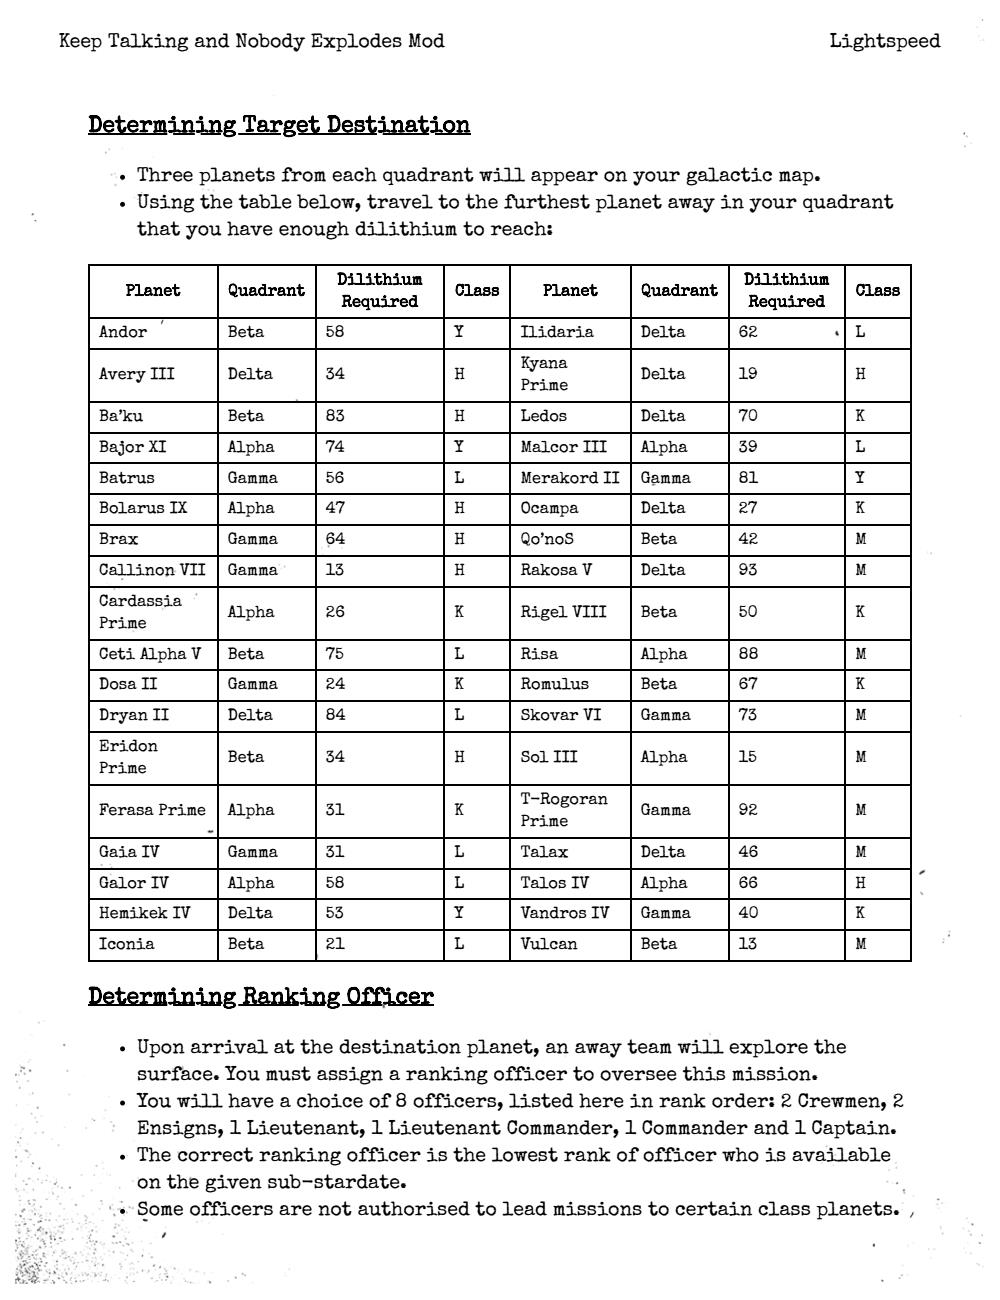 Keep Talking and Nobody Explodes Mod Lightspeed
Determining Target Destination
• Three planets from each quadrant will appear on your galactic map.
• Using the table below, travel to the furthest planet away in your quadrant
that you have enough dilithium to reach:
Planet Quadrant Dilithium Required Class Planet Quadrant Dilithium Required Class
Andor Beta 58 Y Ilidaria Delta 62 L
Avery III Delta 34 H Kyana Prime Delta 19 H
Ba'ku Beta 83 H Ledos Delta 70 K
Bajor XI Alpha 74 Y Malcor III Alpha 39 L
Batrus Gamma 56 L Merakord II Gamma 81 Y
Bolarus IX Alpha 47 H Ocampa Delta 27 K
Brax Gamma 64 H Qo'noS Beta 42 M
Callinon VII Gamma 13 H Rakosa V Delta 93 M
Cardassia Prime Alpha 26 K Rigel VIII Beta 50 K
Ceti Alpha V Beta 75 L Risa Alpha 88 M
Dosa II Gamma 24 K Romulus Beta 67 K
Dryan II Delta 84 L Skovar VI Gamma 73 M
Eridon Prime Beta 34 H Sol III Alpha 15 M
Ferasa Prime Alpha 31 K T-Rogoran Prime Gamma 92 M
Gaia IV Gamma 31 L Talax Delta 46 M
Galor IV Alpha 58 L Talos IV Alpha 66 H
Hemikek IV Delta 53 Y Vandros IV Gamma 40 K
Iconia Beta 21 L Vulcan Beta 13 M
Determining Ranking Officer
• Upon arrival at the destination planet, an away team will explore the
surface. You must assign a ranking officer to oversee this mission.
• You will have a choice of 8 officers, listed here in rank order: 2 Crewmen, 2
Ensigns, 1 Lieutenant, 1 Lieutenant Commander, 1 Commander and 1 Captain.
• The correct ranking officer is the lowest rank of officer who is available
on the given sub-stardate.
• Some officers are not authorised to lead missions to certain class planets.